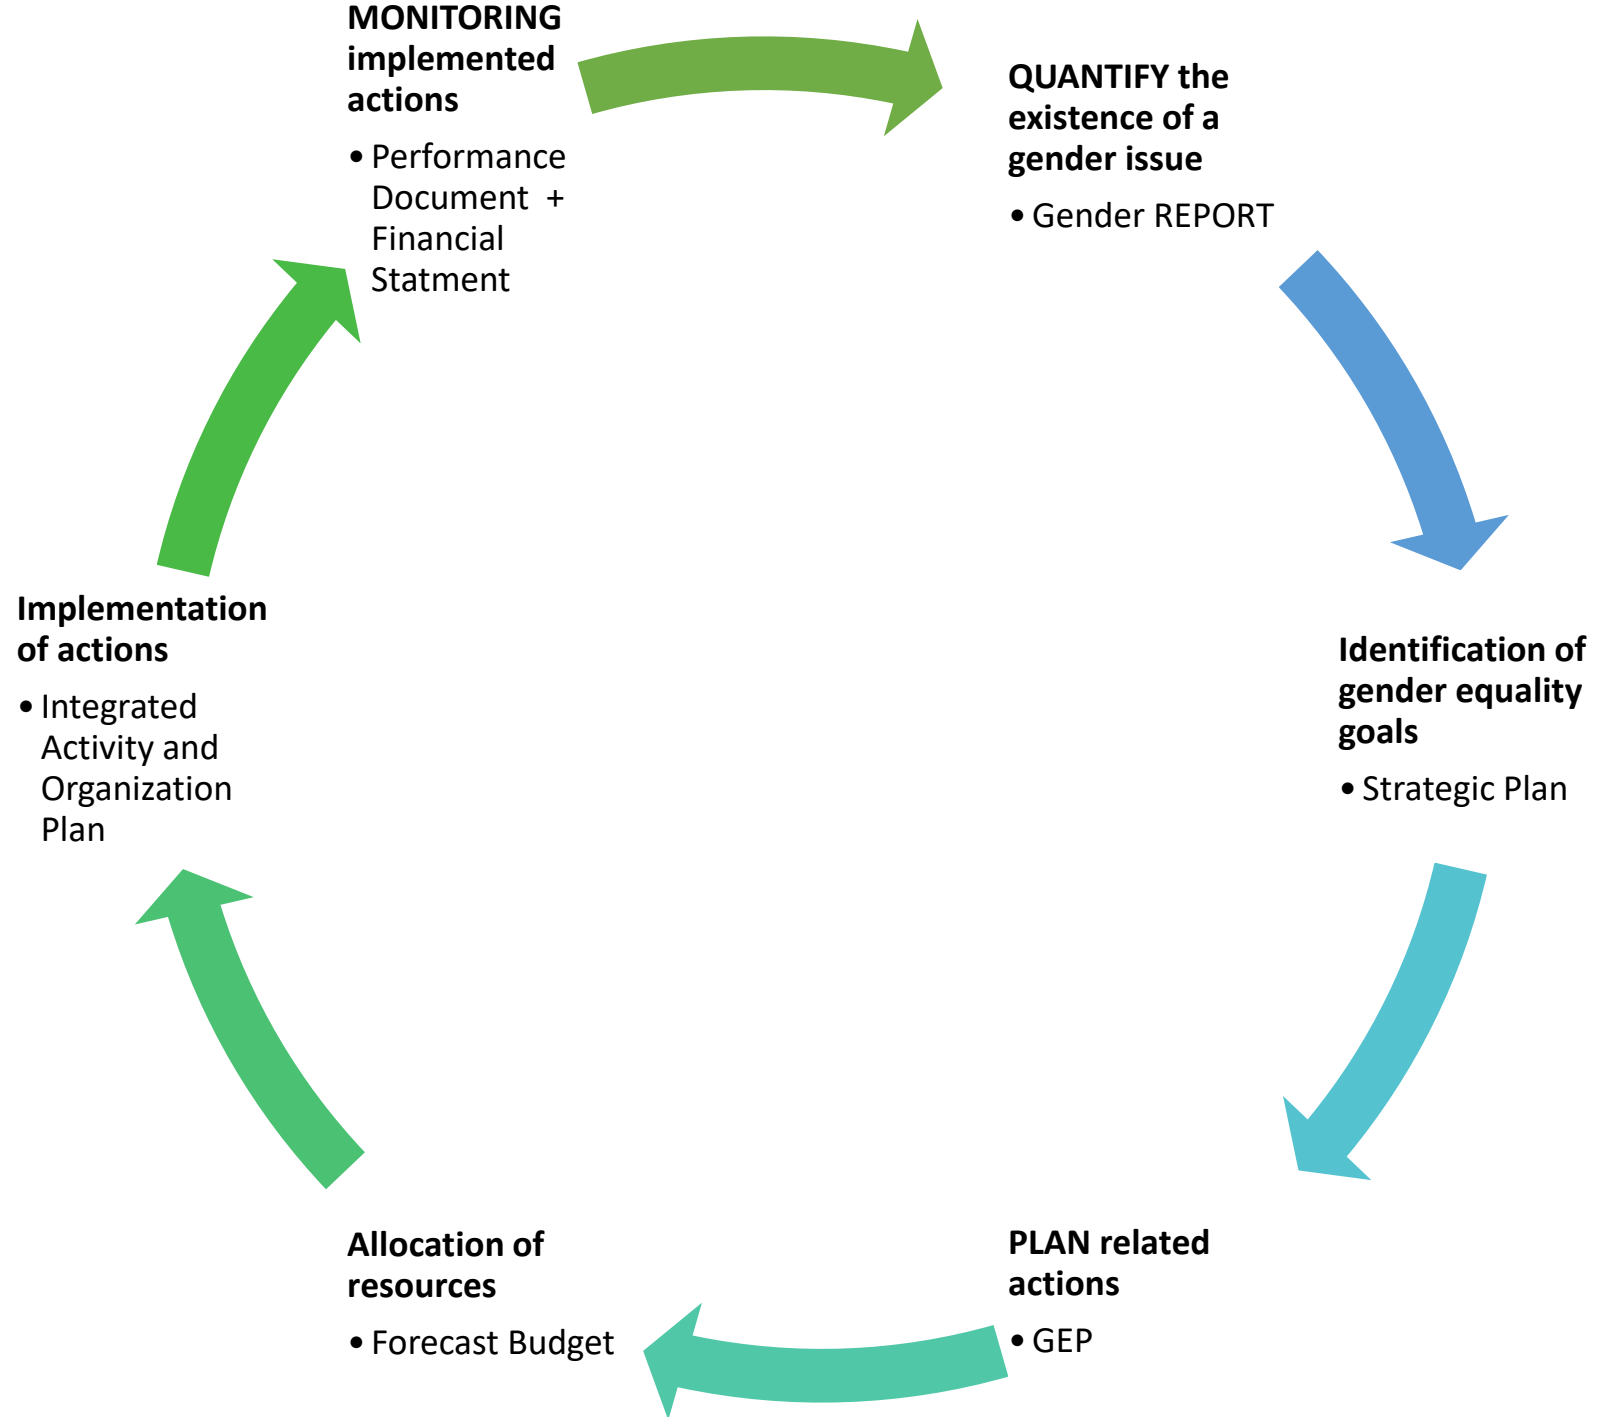 MONITORING
implemented
actions
• Performance
Document +
Financial
Statment
QUANTIFY the
existence of a
gender issue
• Gender REPORT
Identification of
gender equality
goals
• Strategic Plan
PLAN related
actions
• GEP
Allocation of
resources
• Forecast Budget
Implementation
of actions
• Integrated
Activity and
Organization
Plan